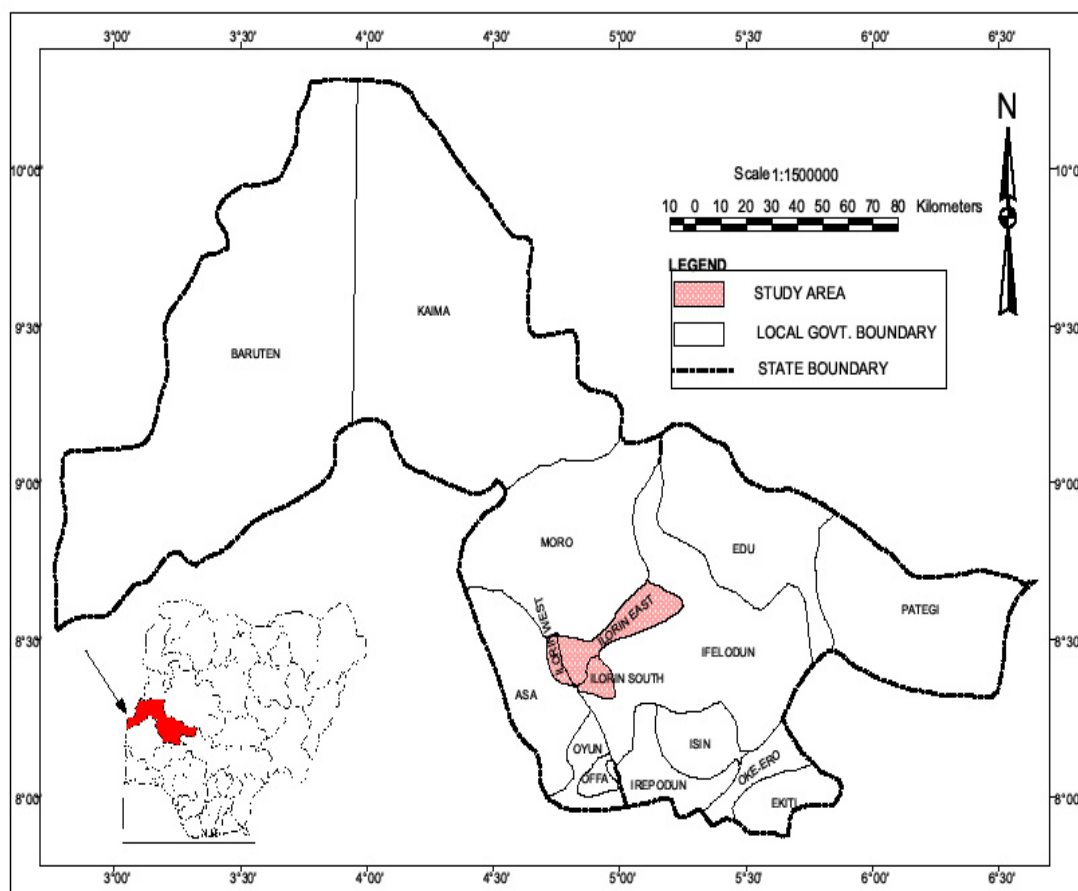 3°00' 3°30' 4°00' 4°30' 5°00' 5°30' 6°00' 6°30'
N
10°00' 10°00'
Scale 1:1500000
10 0 10 20 30 40 50 60 70 80 Kilometers
LEGEND
STUDY AREA
LOCAL GOVT. BOUNDARY
STATE BOUNDARY
9°30' 9°30'
KAIMA
BARUTEN
9°00' 9°00'
MORO
EDU
PATEGI
8°30' 8°30'
ILORIN WEST
ILORIN EAST
IFELODUN
ILORIN SOUTH
ASA
OYUN
ISIN
OFFA
IREPODUN
OKE-ERO
EKITI
8°00' 8°00'
3°00' 3°30' 4°00' 4°30' 5°00' 5°30' 6°00' 6°30'